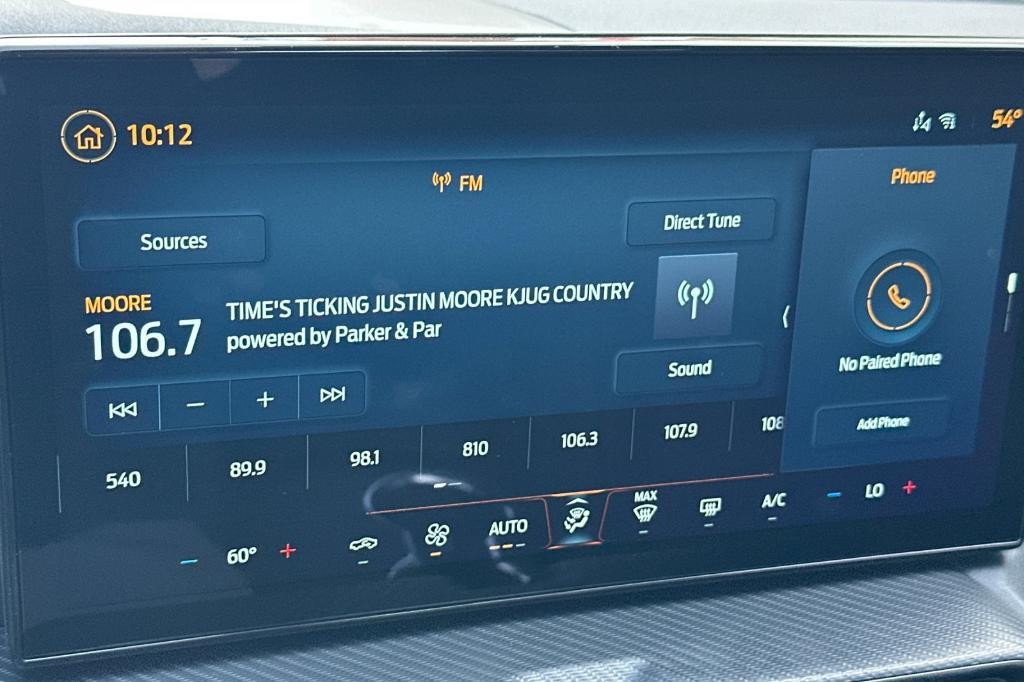 10:12
54°
FM
Phone
Sources
Direct Tune
MOORE
106.7
TIME'S TICKING JUSTIN MOORE KJUG COUNTRY
powered by Parker & Par
No Paired Phone
Sound
Add Phone
540
89.9
98.1
810
106.3
107.9
108
60°
AUTO
MAX
A/C
LO